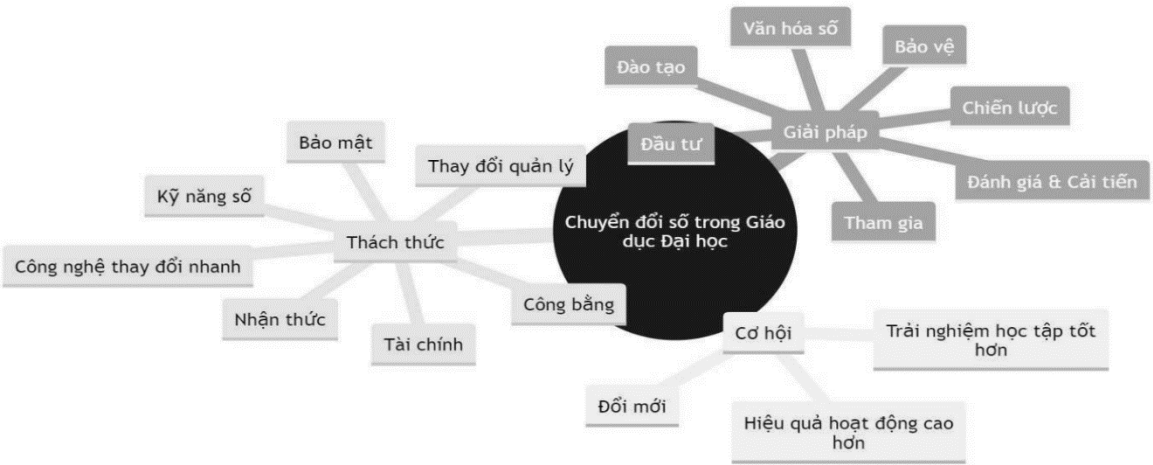 Văn hóa số
Bảo vệ
Đào tạo
Chiến lược
Giải pháp
Đầu tư
Đánh giá & Cải tiến
Tham gia
Bảo mật
Thay đổi quản lý
Kỹ năng số
Thách thức
Công nghệ thay đổi nhanh
Công bằng
Nhận thức
Tài chính
Chuyển đổi số trong Giáo
dục Đại học
Cơ hội
Trải nghiệm học tập tốt
hơn
Đổi mới
Hiệu quả hoạt động cao
hơn